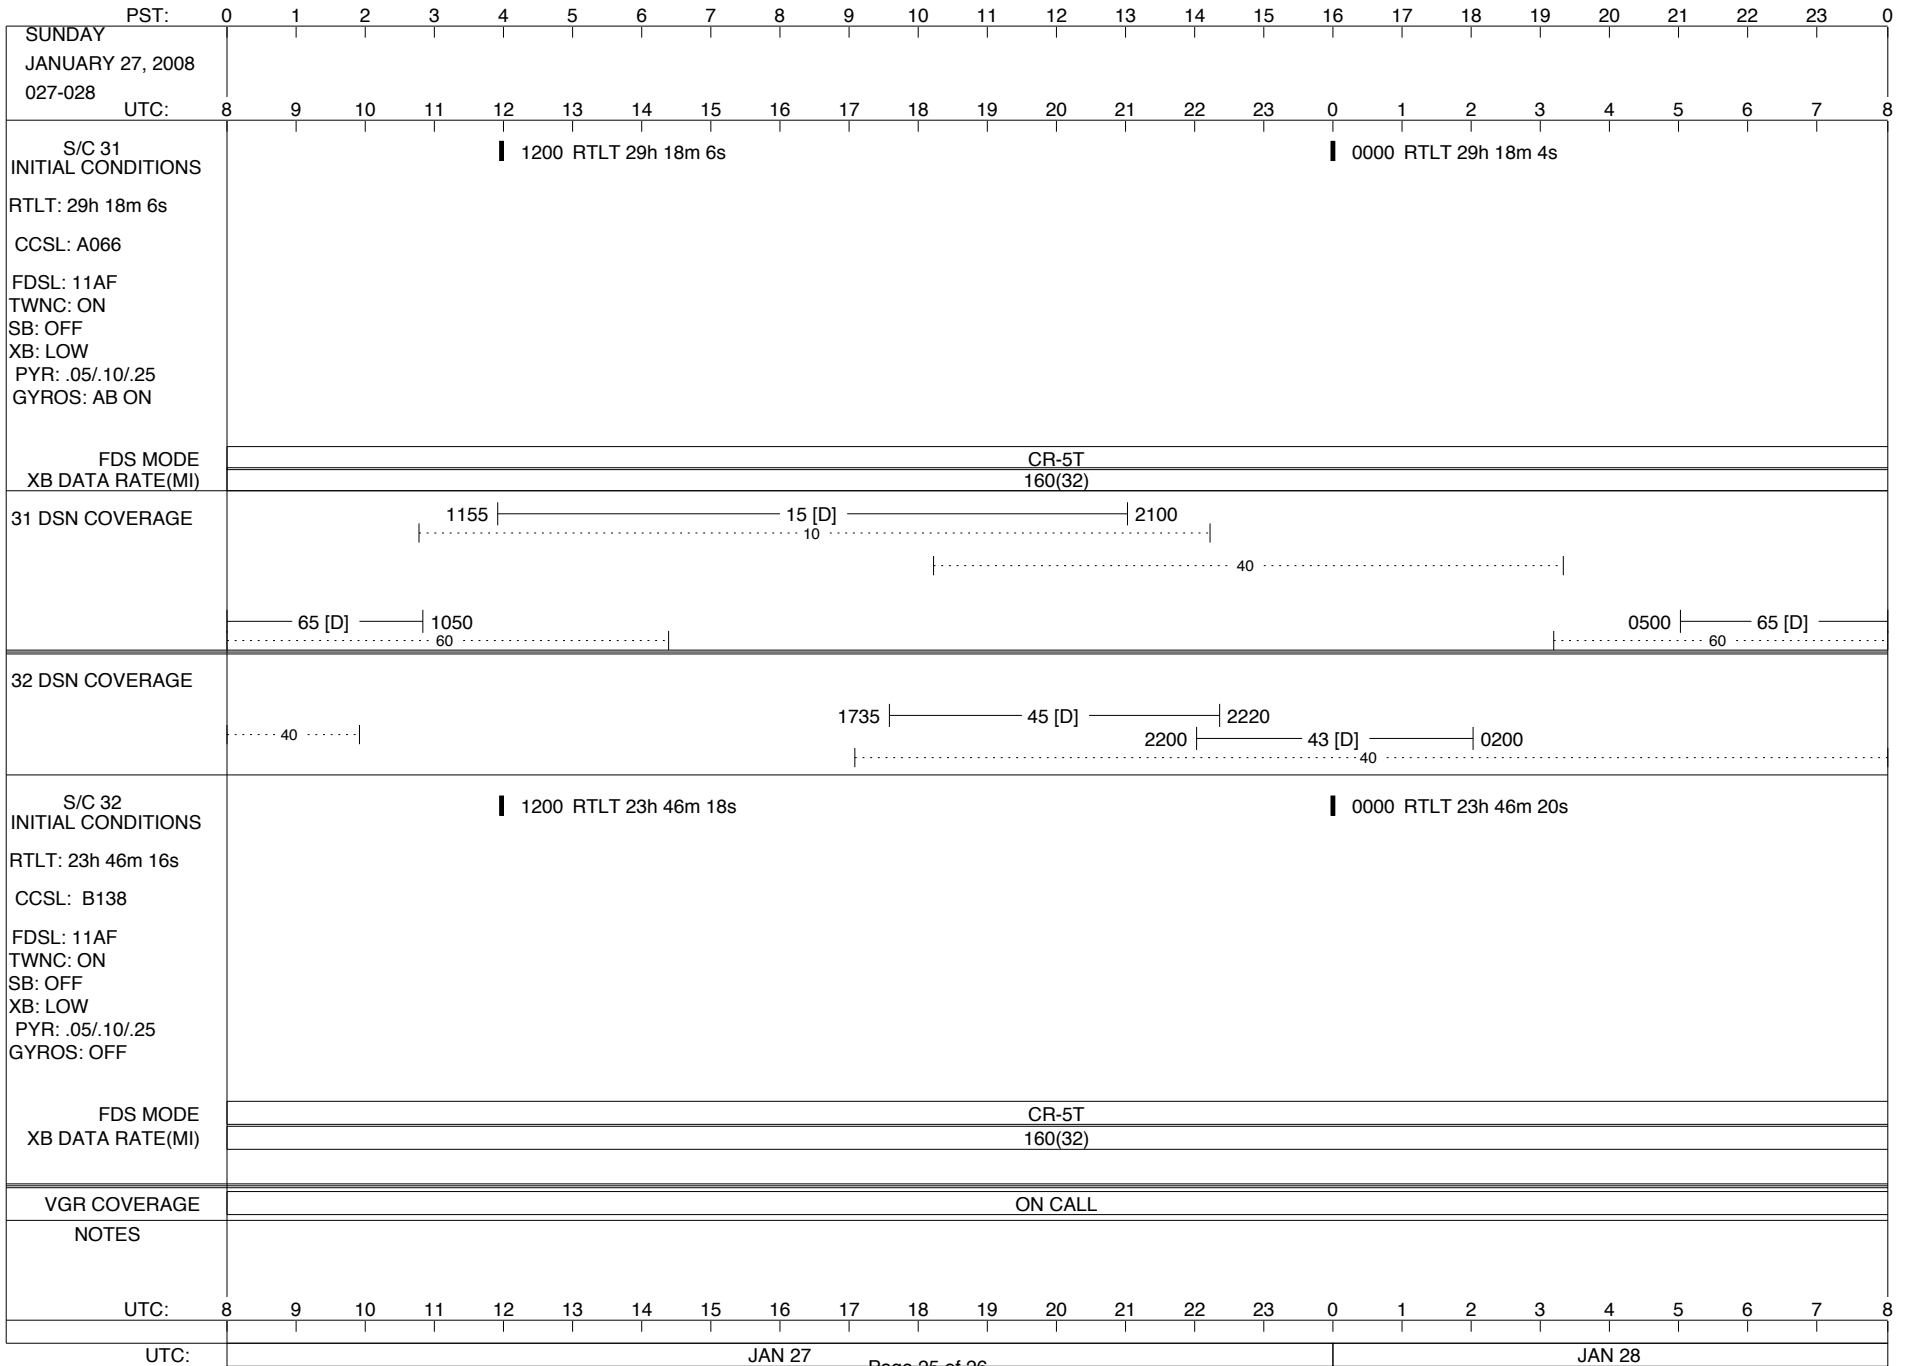 PST: 0 1 2 3 4 5 6 7 8 9 10 11 12 13 14 15 16 17 18 19 20 21 22 23 0
SUNDAY
JANUARY 27, 2008
027-028
UTC: 8 9 10 11 12 13 14 15 16 17 18 19 20 21 22 23 0 1 2 3 4 5 6 7 8
S/C 31
INITIAL CONDITIONS
1200 RTLT 29h 18m 6s
0000 RTLT 29h 18m 4s
RTLT: 29h 18m 6s
CCSL: A066
FDSL: 11AF
TWNC: ON
SB: OFF
XB: LOW
PYR: .05/.10/.25
GYROS: AB ON
FDS MODE CR-5T
XB DATA RATE(MI) 160(32)
31 DSN COVERAGE
1155 15 [D] 2100
10
40
65 [D] 1050 0500 65 [D]
60 60
32 DSN COVERAGE
1735 45 [D] 2220
40
2200 43 [D] 0200
40
S/C 32
INITIAL CONDITIONS
1200 RTLT 23h 46m 18s
0000 RTLT 23h 46m 20s
RTLT: 23h 46m 16s
CCSL: B138
FDSL: 11AF
TWNC: ON
SB: OFF
XB: LOW
PYR: .05/.10/.25
GYROS: OFF
FDS MODE CR-5T
XB DATA RATE(MI) 160(32)
VGR COVERAGE ON CALL
NOTES
UTC: 8 9 10 11 12 13 14 15 16 17 18 19 20 21 22 23 0 1 2 3 4 5 6 7 8
UTC: JAN 27 JAN 28
Page 25 of 26